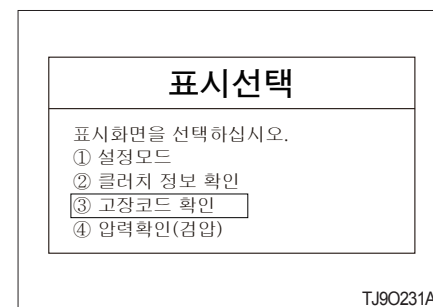 표시선택
표시화면을 선택하십시오.
① 설정모드
② 클러치 정보 확인
③ 고장코드 확인
④ 압력확인(검압)
TJ9O231A